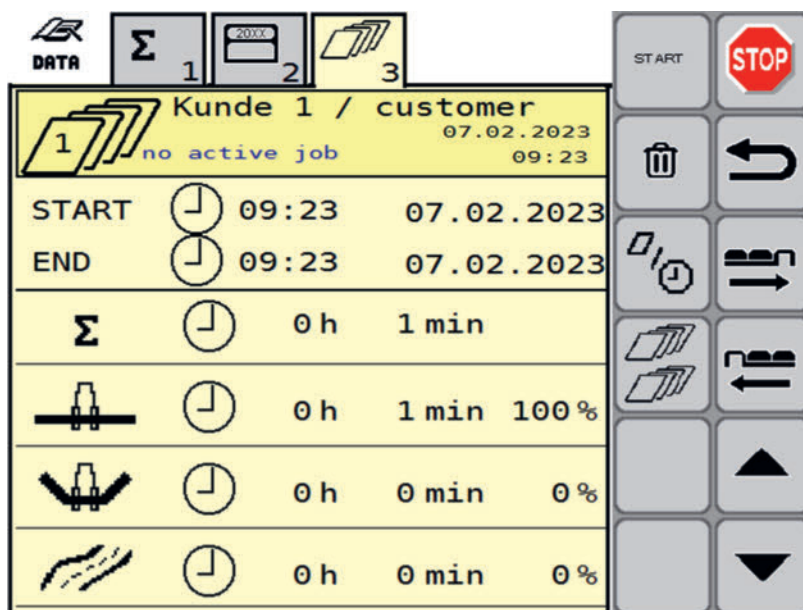 DATA
Σ 1
20XX 2
3
START STOP
1
Kunde 1 / customer
07.02.2023
no active job
09:23
START 09:23 07.02.2023
END 09:23 07.02.2023
Σ 0 h 1 min
0 h 1 min 100 %
0 h 0 min 0 %
0 h 0 min 0 %